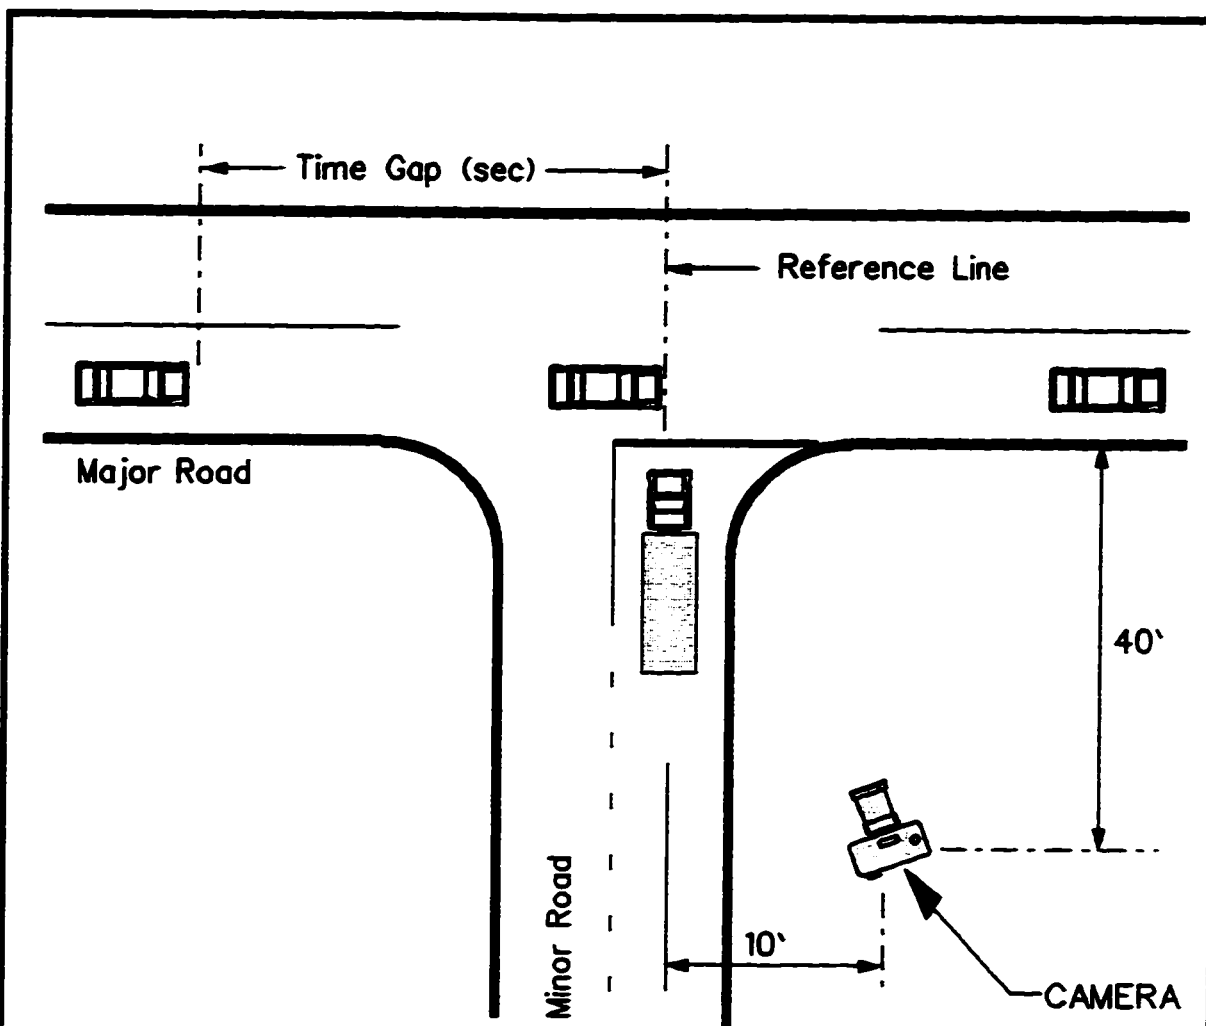 Time Gap (sec)
Reference Line
Major Road
40`
Minor Road
10`
CAMERA